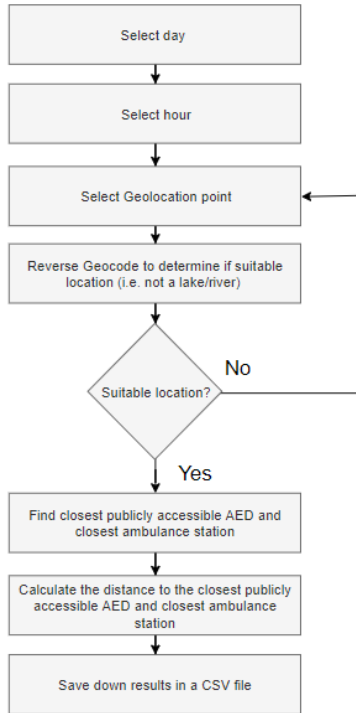 Select day
Select hour
Select Geolocation point
Reverse Geocode to determine if suitable
location (i.e. not a lake/river)
Suitable location?
No
Yes
Find closest publicly accessible AED and
closest ambulance station
Calculate the distance to the closest publicly
accessible AED and closest ambulance
station
Save down results in a CSV file